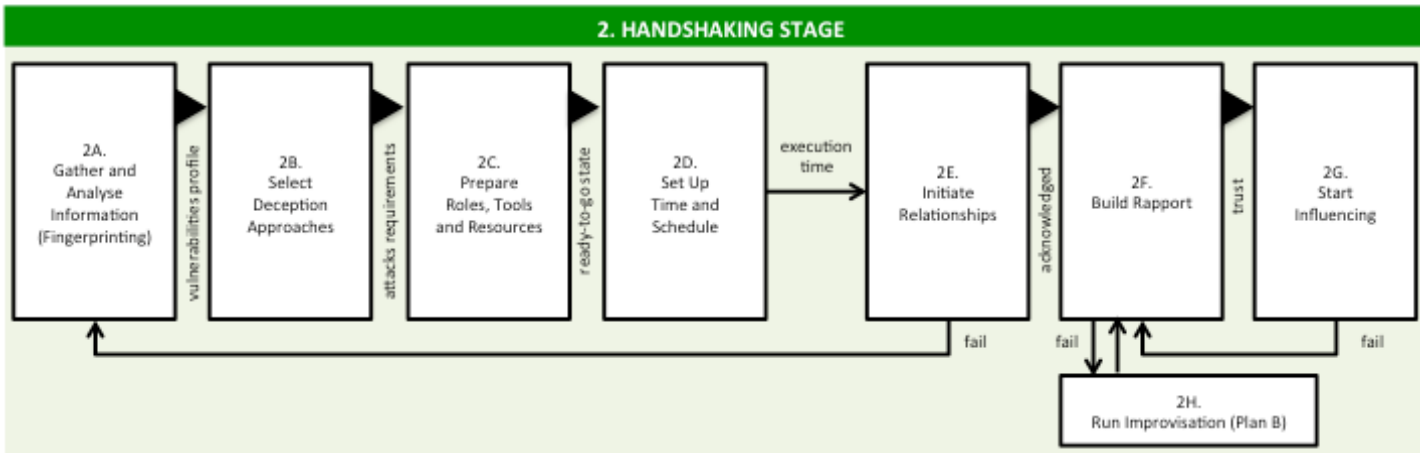 2. HANDSHAKING STAGE
2A.
Gather and
Analyse
Information
(Fingerprinting)
vulnerabilities profile
2B.
Select
Deception
Approaches
attacks requirements
2C.
Prepare
Roles, Tools
and Resources
ready-to-go state
2D.
Set Up
Time and
Schedule
execution
time
2E.
Initiate
Relationships
acknowledged
2F.
Build Rapport
trust
2G.
Start
Influencing
fail
fail
fail
2H.
Run Improvisation (Plan B)